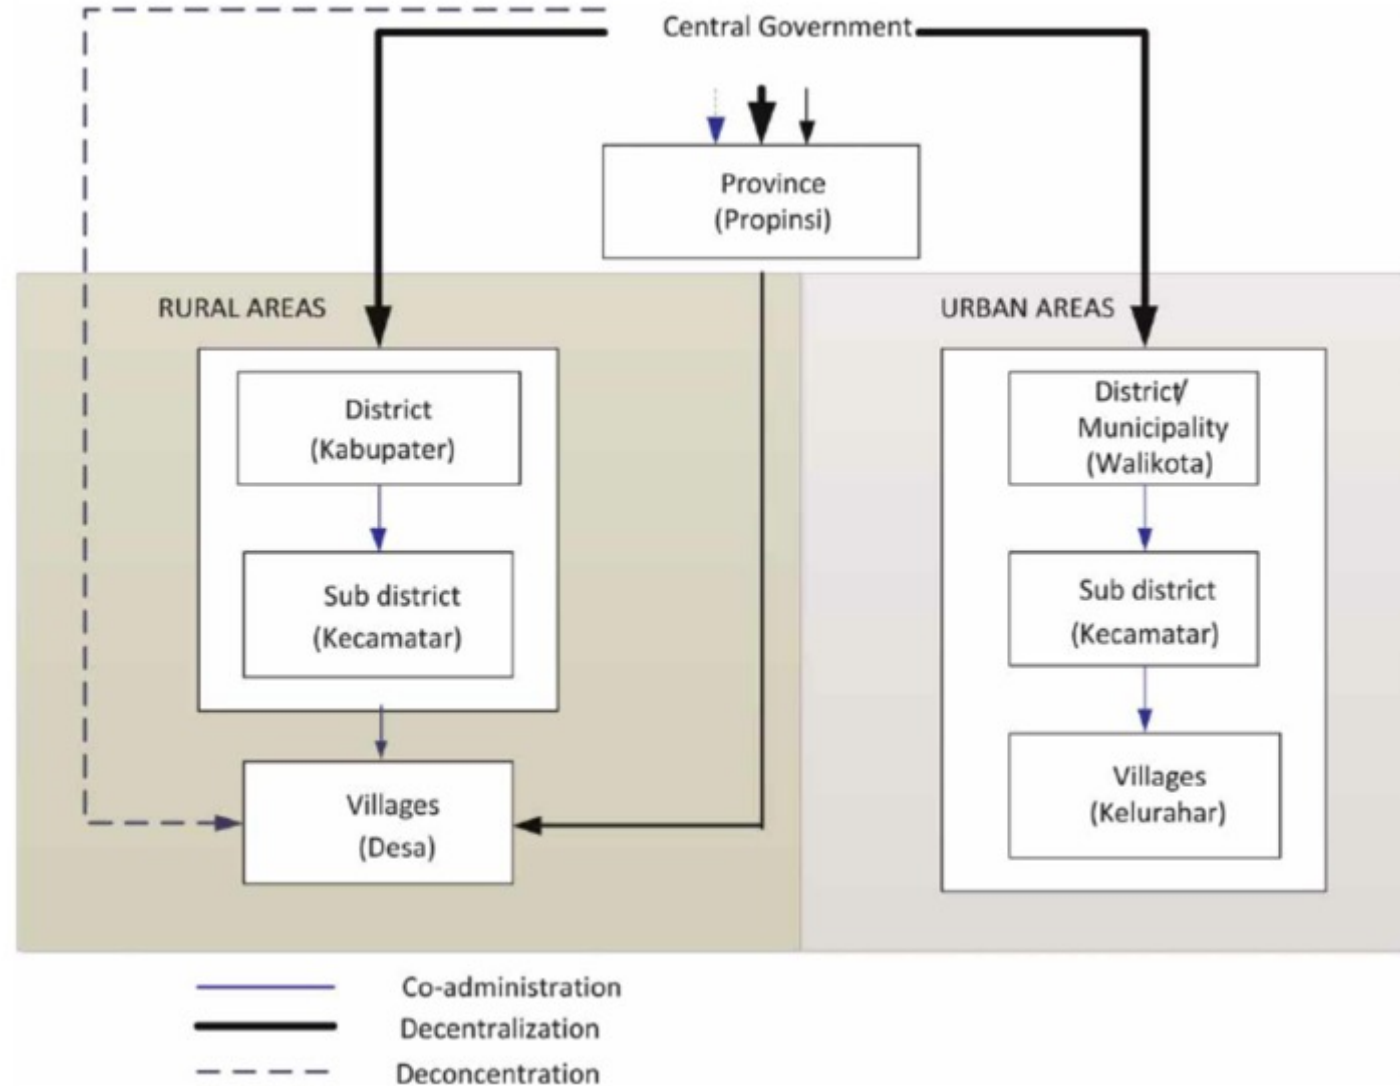 Central Government
Province
(Propinsi)
RURAL AREAS
URBAN AREAS
District
(Kabupater)
Sub district
(Kecamatar)
Villages
(Desa)
District/
Municipality
(Walikota)
Sub district
(Kecamatar)
Villages
(Kelurahar)
Co-administration
Decentralization
Deconcentration